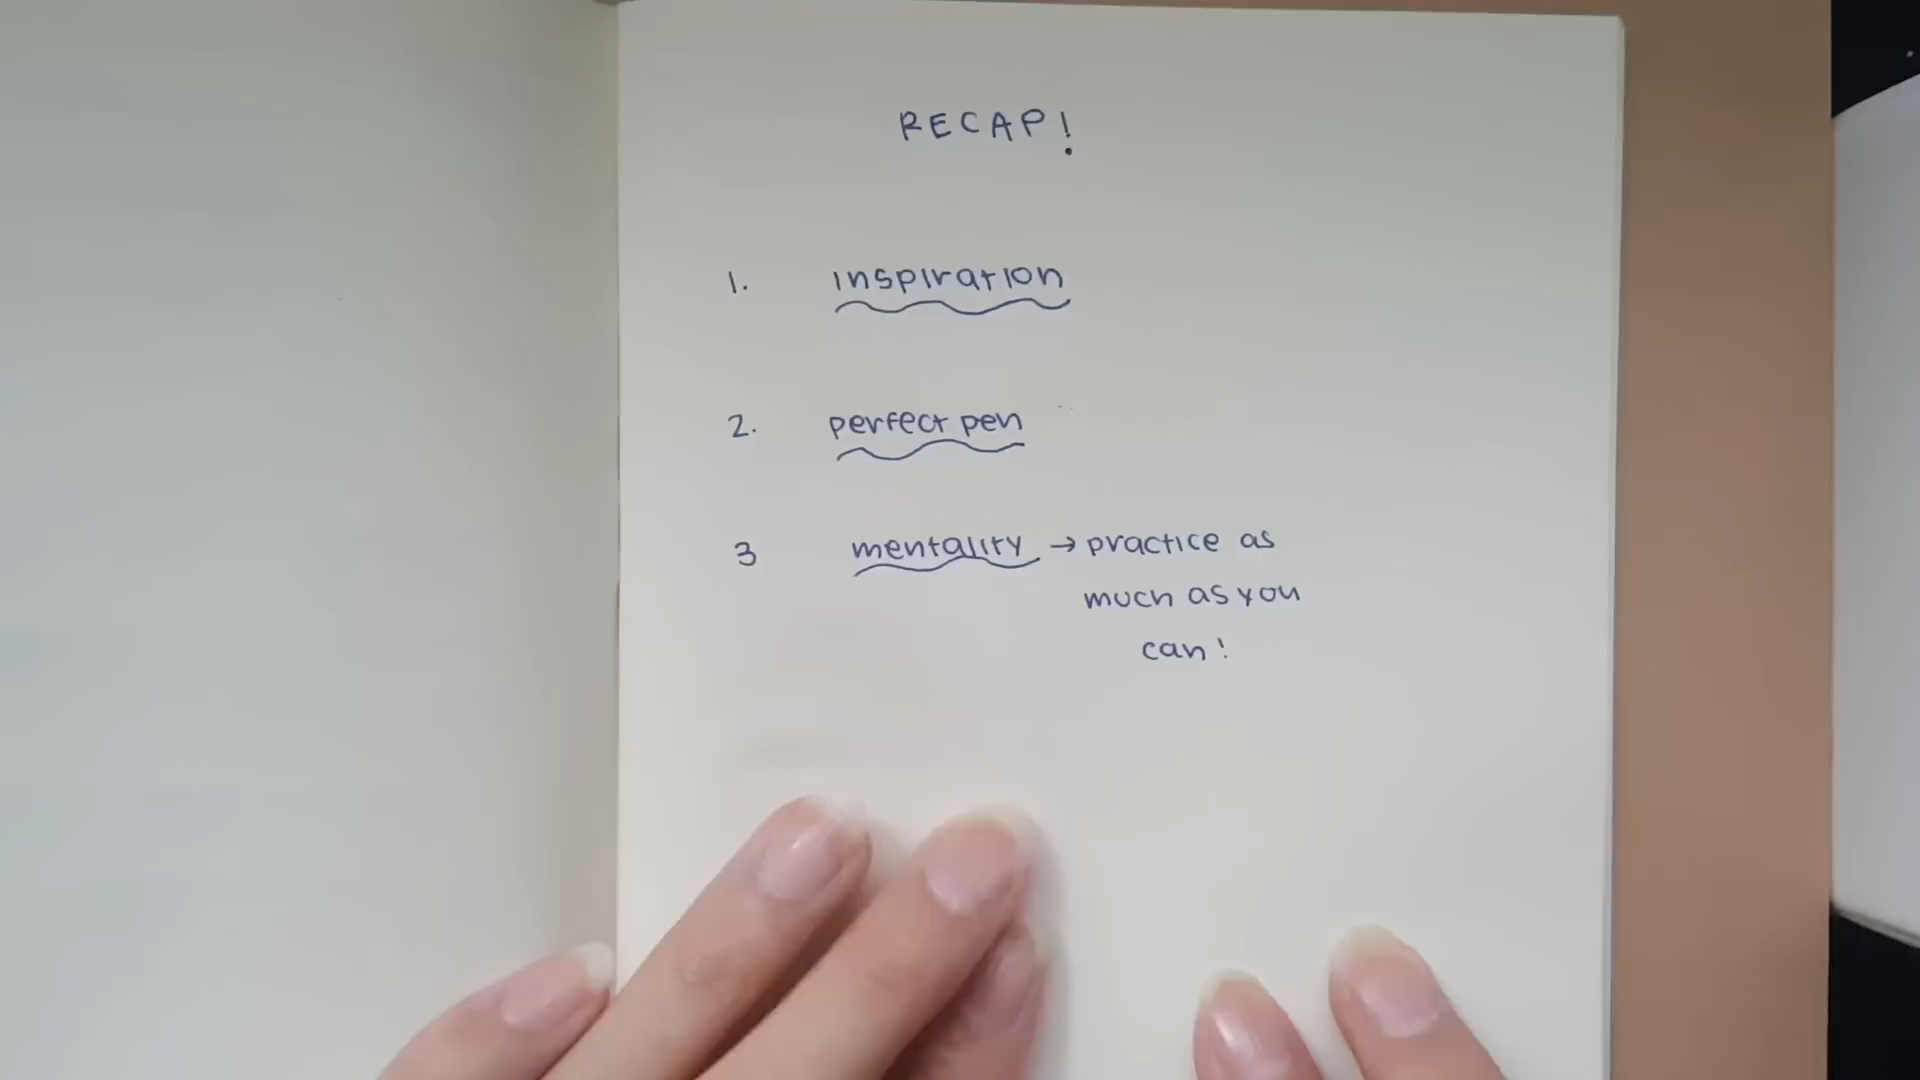 RECAP!
1. inspiration
2. perfect pen
3 mentality → practice as
much as you
can!